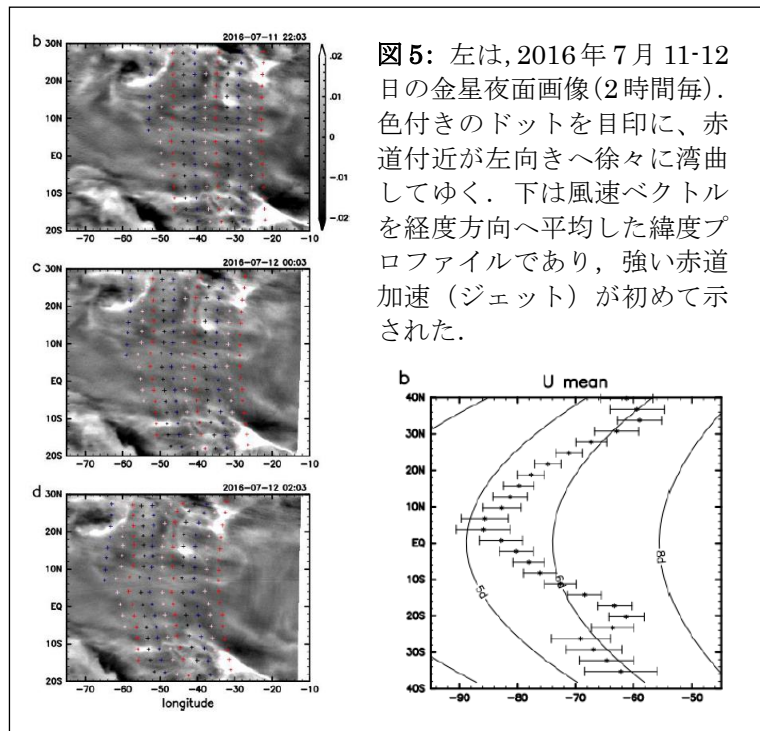 b 2016-07-11 22:03
30N
20N
10N
EQ
10S
20S
-70 -60 -50 -40 -30 -20 -10
.02
.01
0
-.01
-.02
c 2016-07-12 00:03
30N
20N
10N
EQ
10S
20S
-70 -60 -50 -40 -30 -20 -10
d 2016-07-12 02:03
30N
20N
10N
EQ
10S
20S
-70 -60 -50 -40 -30 -20 -10
longitude
図5: 左は,2016年7月11-12
日の金星夜面画像(2時間毎).
色付きのドットを目印に、赤
道付近が左向きへ徐々に湾曲
してゆく.下は風速ベクトル
を経度方向へ平均した緯度プ
ロファイルであり,強い赤道
加速(ジェット)が初めて示
された.
b U mean
40N
30N
20N
10N
EQ
10S
20S
30S
40S
5d
6d
8d
-90 -80 -70 -60 -50